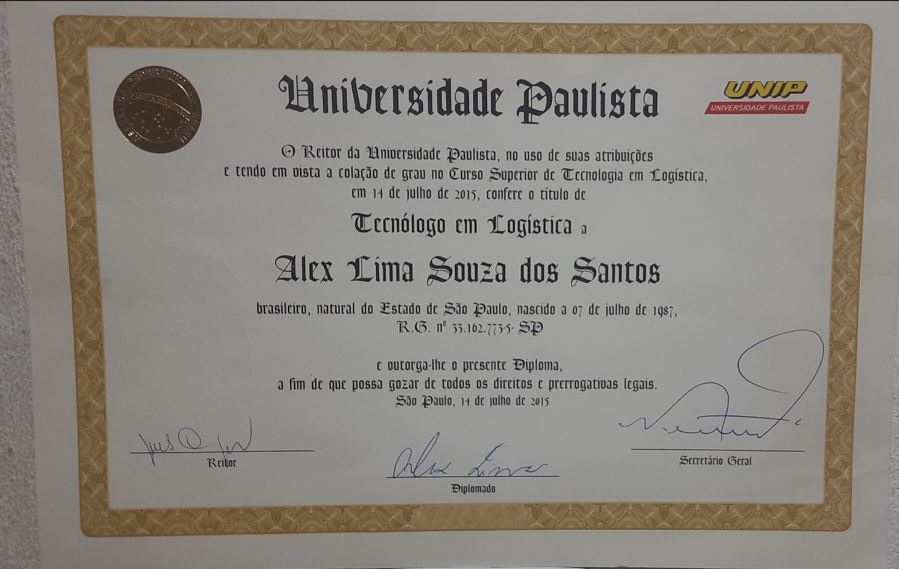 Universidade Paulista
UNIP
UNIVERSIDADE PAULISTA
O Reitor da Universidade Paulista, no uso de suas atribuições
e tendo em vista a colação de grau no Curso Superior de Tecnologia em Logística,
em 14 de julho de 2015, confere o título de
Tecnólogo em Logística a
Alex Lima Souza dos Santos
brasileiro, natural do Estado de São Paulo, nascido a 07 de julho de 1987,
R.G. nº 33.162.773-5- SP
e outorga-lhe o presente Diploma,
a fim de que possa gozar de todos os direitos e prerrogativas legais.
São Paulo, 14 de julho de 2015
Reitor
Alex Lima
Diplomado
Secretário Geral